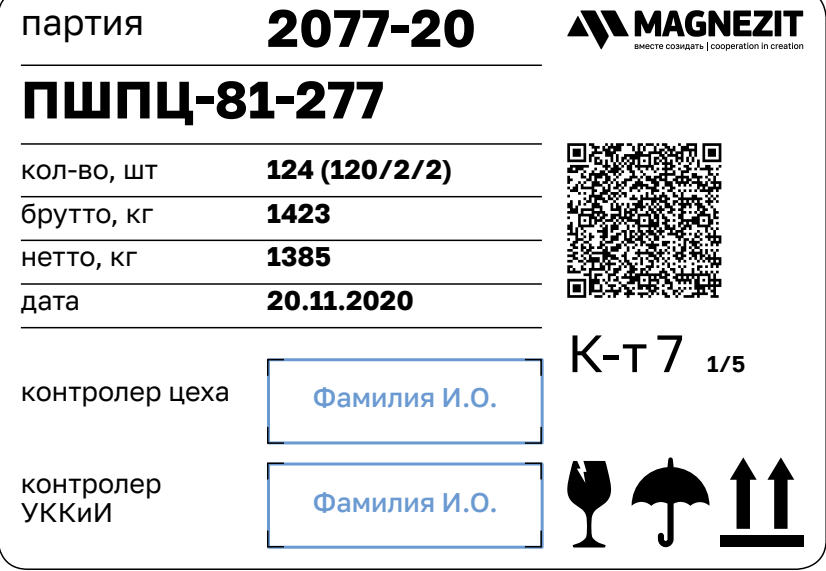 партия 2077-20
MAGNEZIT
вместе созидать | cooperation in creation
ПШПЦ-81-277
кол-во, шт 124 (120/2/2)
брутто, кг 1423
нетто, кг 1385
дата 20.11.2020
К-т 7 1/5
контролер цеха Фамилия И.О.
контролер
УККиИ Фамилия И.О.